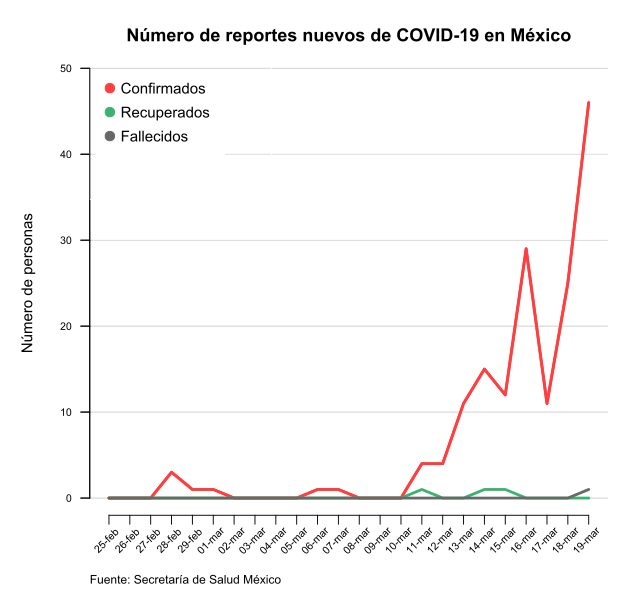 Número de reportes nuevos de COVID-19 en México
50
40
30
20
10
0
Número de personas
Confirmados
Recuperados
Fallecidos
25-feb
26-feb
27-feb
28-feb
29-feb
01-mar
02-mar
03-mar
04-mar
05-mar
06-mar
07-mar
08-mar
09-mar
10-mar
11-mar
12-mar
13-mar
14-mar
15-mar
16-mar
17-mar
18-mar
19-mar
Fuente: Secretaría de Salud México